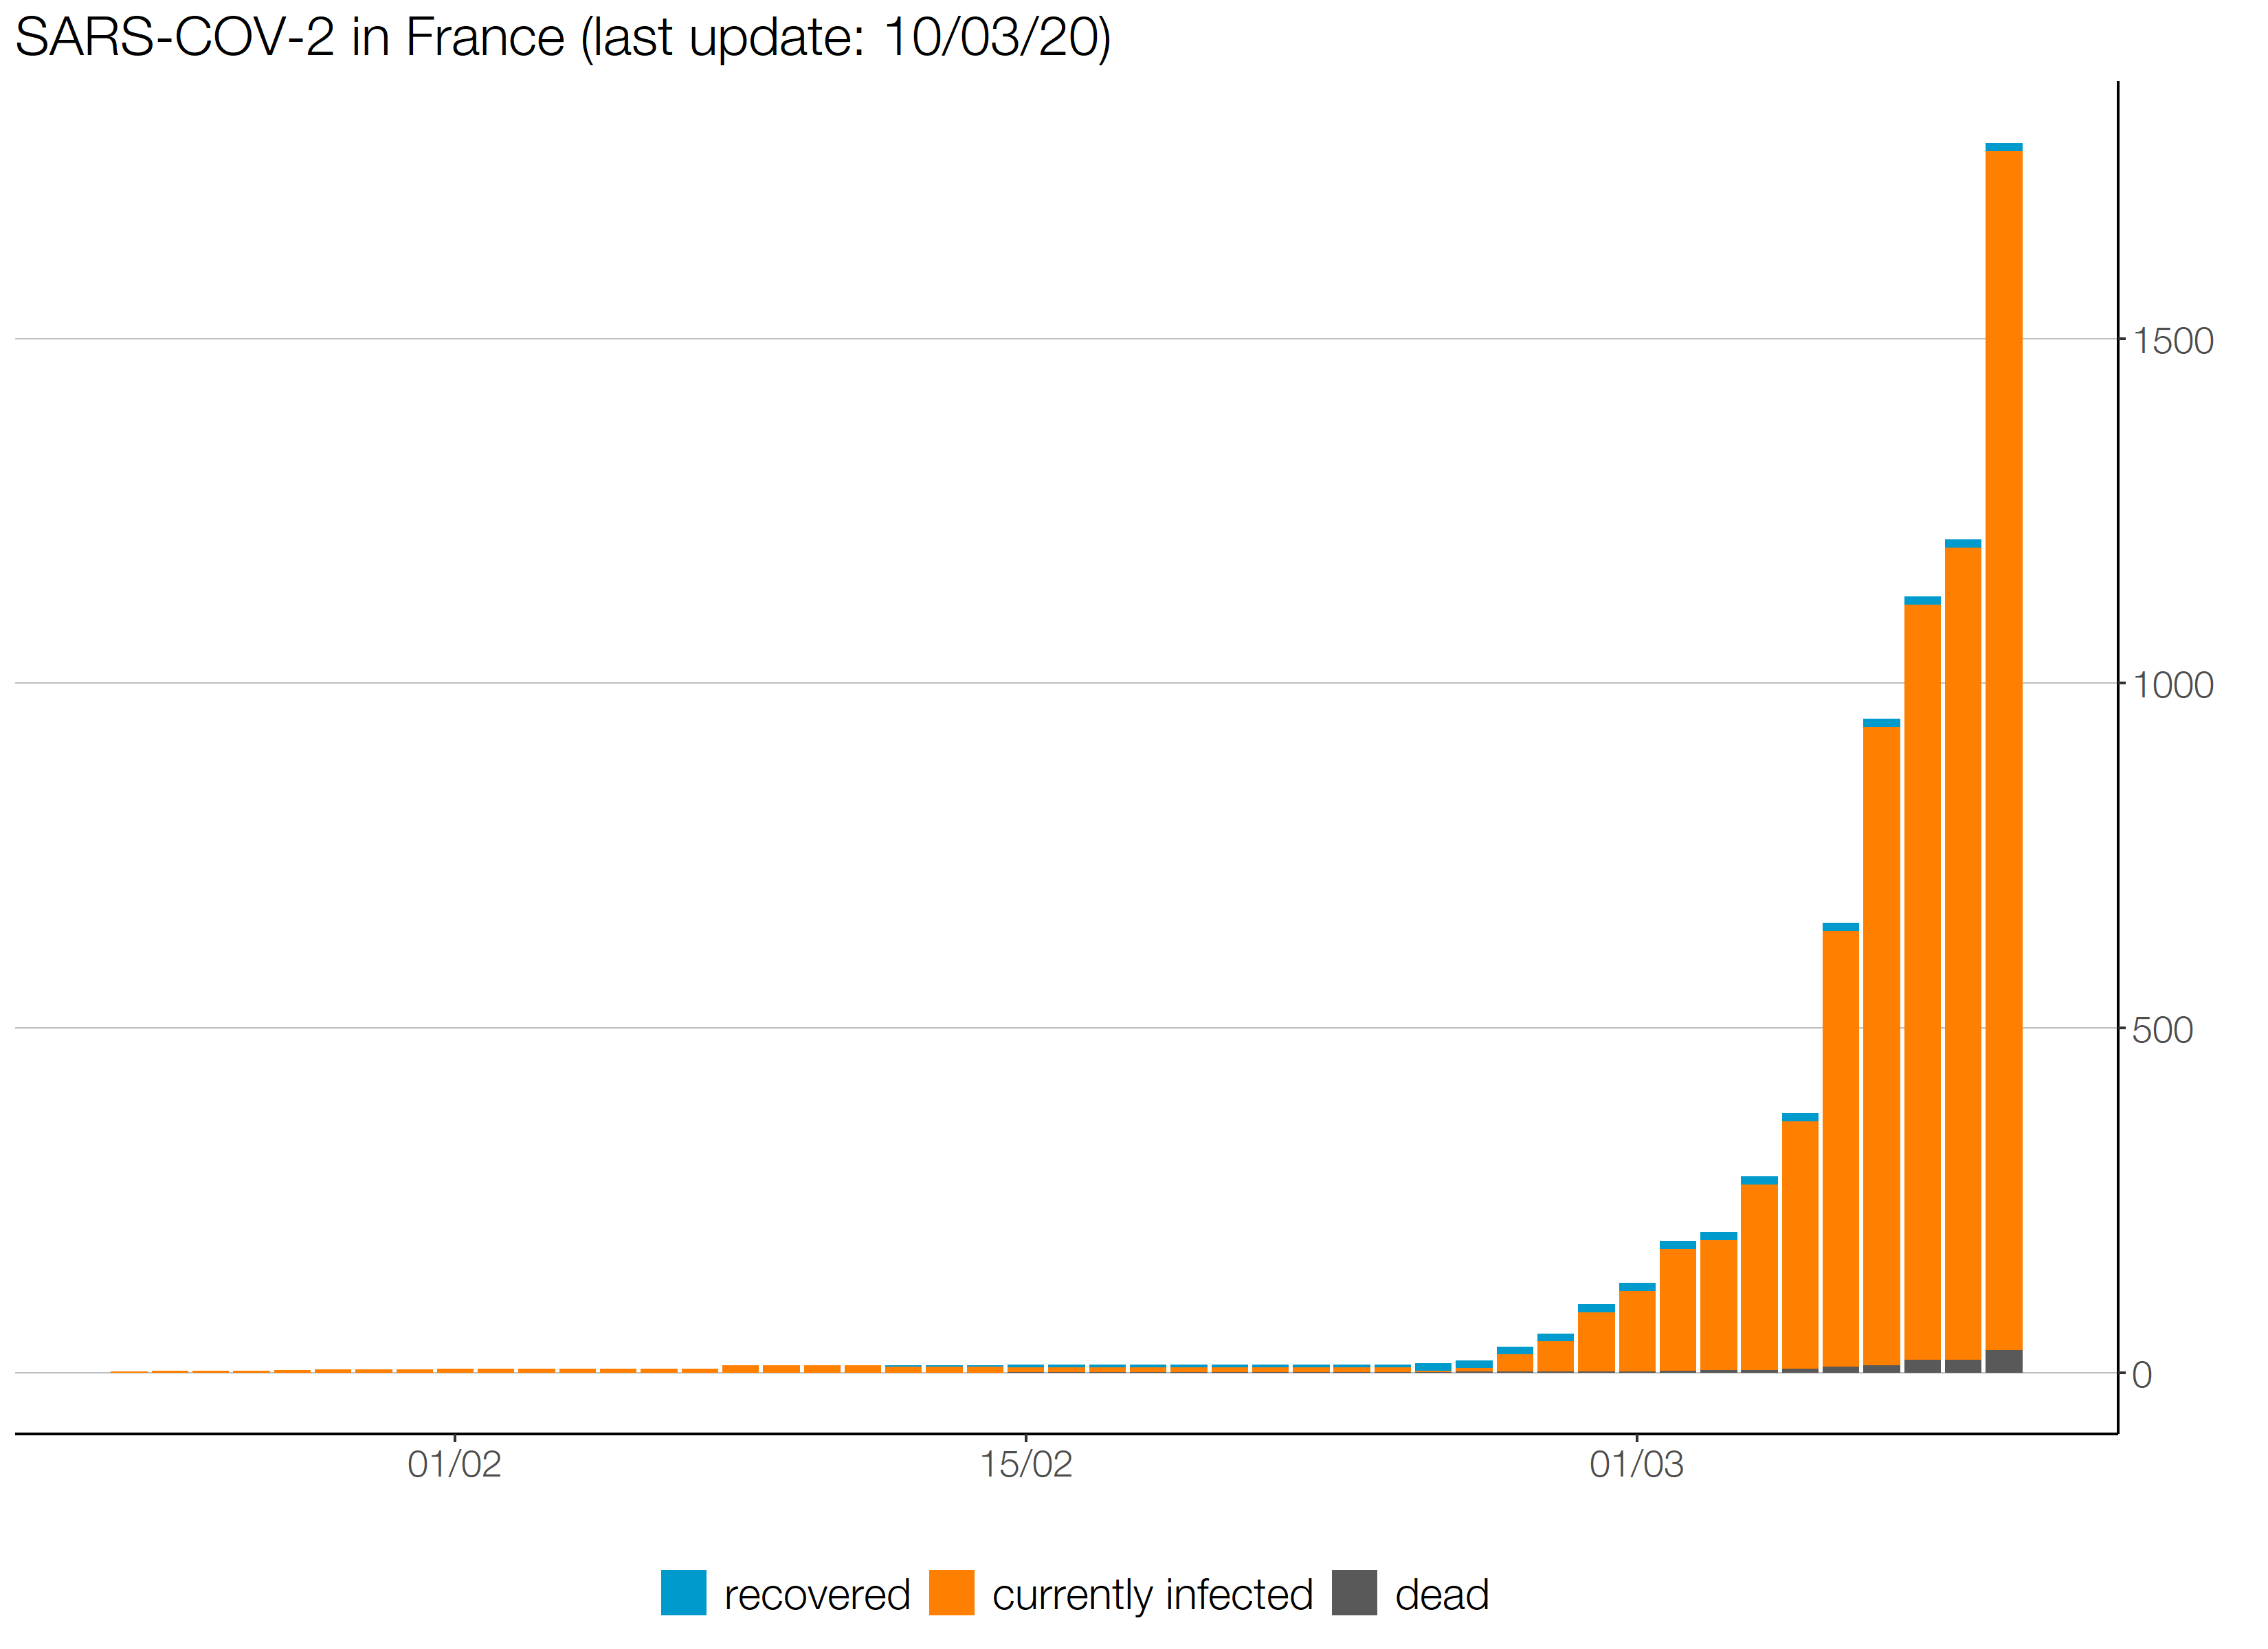 SARS-COV-2 in France (last update: 10/03/20)
1500
1000
500
0
01/02 15/02 01/03
recovered currently infected dead